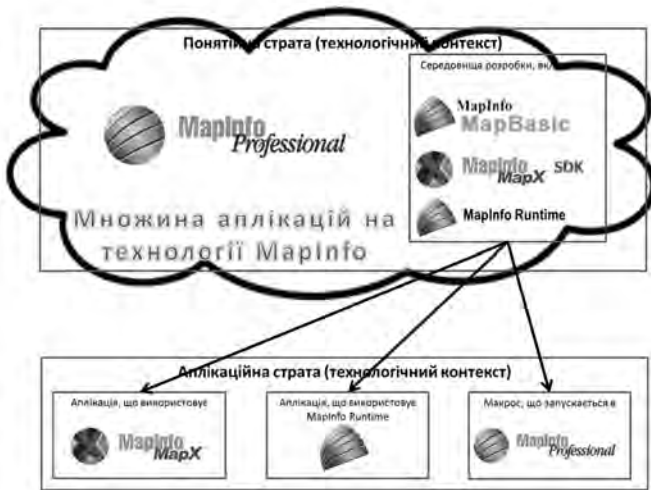 Понятійна страта (технологічний контекст)
Середовища розробки, вкл
MapInfo
Professional
MapInfo
MapBasic
MapInfo
MapX SDK
MapInfo Runtime
Множина аплікацій на
технології MapInfo
Аплікаційна страта (технологічний контекст)
Аплікація, що використовує
MapInfo
MapX
Аплікація, що використовує
MapInfo Runtime
Макрос, що запускається в
MapInfo
Professional